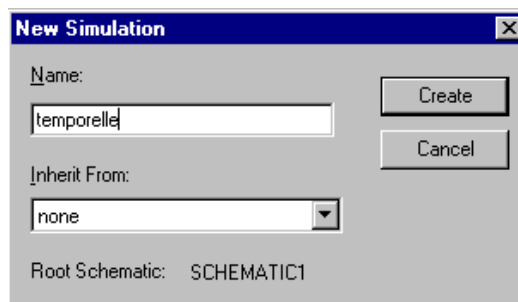 New Simulation
Name:
Create
temporelle
Cancel
Inherit From:
none
Root Schematic: SCHEMATIC1